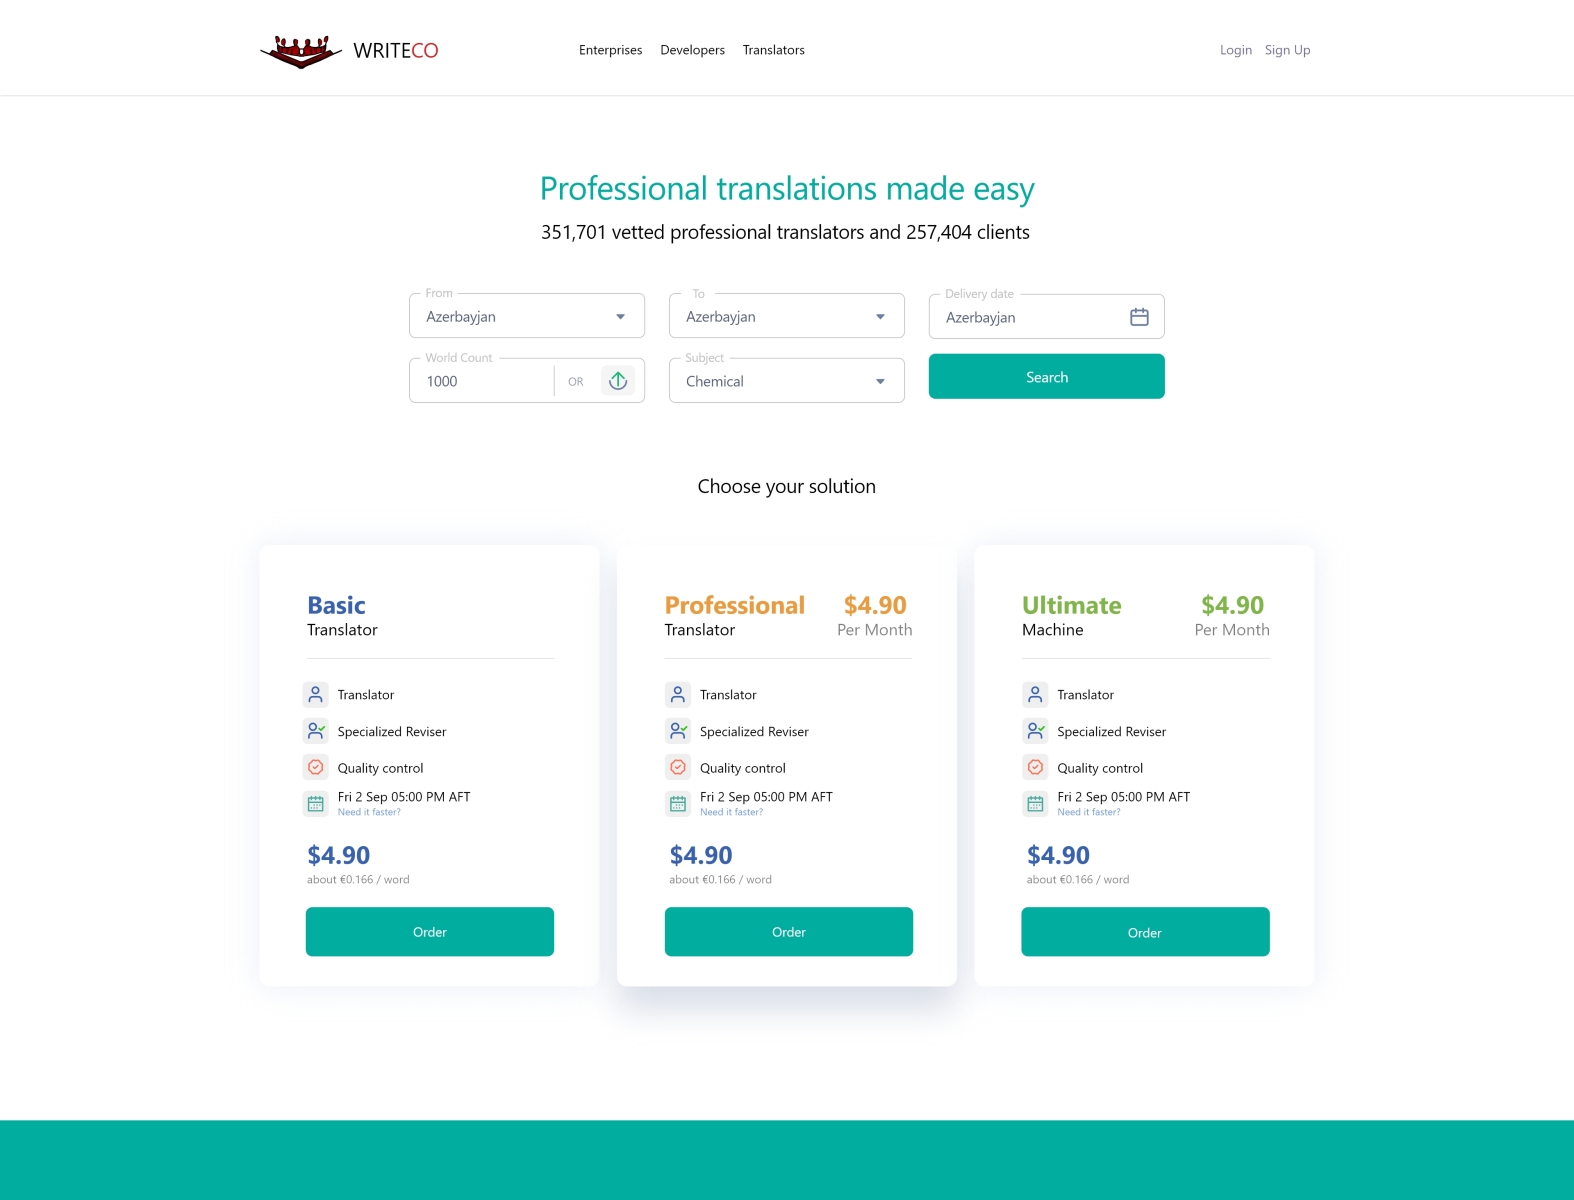 WRITECO
Enterprises Developers Translators
Login Sign Up
Professional translations made easy
351,701 vetted professional translators and 257,404 clients
From
Azerbayjan
To
Azerbayjan
Delivery date
Azerbayjan
World Count
1000
OR
Subject
Chemical
Search
Choose your solution
Basic
Translator
Translator
Specialized Reviser
Quality control
Fri 2 Sep 05:00 PM AFT
Need it faster?
$4.90
about €0.166 / word
Order
Professional $4.90
Translator Per Month
Translator
Specialized Reviser
Quality control
Fri 2 Sep 05:00 PM AFT
Need it faster?
$4.90
about €0.166 / word
Order
Ultimate $4.90
Machine Per Month
Translator
Specialized Reviser
Quality control
Fri 2 Sep 05:00 PM AFT
Need it faster?
$4.90
about €0.166 / word
Order